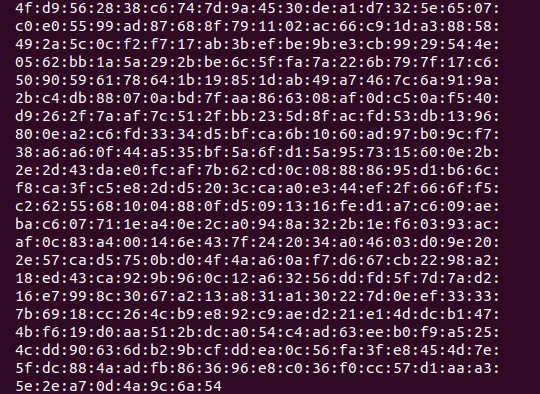 4f:d9:56:28:38:c6:74:7d:9a:45:30:de:a1:d7:32:5e:65:07:
c0:e0:55:99:ad:87:68:8f:79:11:02:ac:66:c9:1d:a3:88:58:
49:2a:5c:0c:f2:f7:17:ab:3b:ef:be:9b:e3:cb:99:29:54:4e:
05:62:bb:1a:5a:29:2b:be:6c:5f:fa:7a:22:6b:79:7f:17:c6:
50:90:59:61:78:64:1b:19:85:1d:ab:49:a7:46:7c:6a:91:9a:
2b:c4:db:88:07:0a:bd:7f:aa:86:63:08:af:0d:c5:0a:f5:40:
d9:26:2f:7a:af:7c:51:2f:bb:23:5d:8f:ac:fd:53:db:13:96:
80:0e:a2:c6:fd:33:34:d5:bf:ca:6b:10:60:ad:97:b0:9c:f7:
38:a6:a6:0f:44:a5:35:bf:5a:6f:d1:5a:95:73:15:60:0e:2b:
2e:2d:43:da:e0:fc:af:7b:62:cd:0c:08:88:86:95:d1:b6:6c:
f8:ca:3f:c5:e8:2d:d5:20:3c:ca:a0:e3:44:ef:2f:66:6f:f5:
c2:62:55:68:10:04:88:0f:d5:09:13:16:fe:d1:a7:c6:09:ae:
ba:c6:07:71:1e:a4:0e:2c:a0:94:8a:32:2b:1e:f6:03:93:ac:
af:0c:83:a4:00:14:6e:43:7f:24:20:34:a0:46:03:d0:9e:20:
2e:57:ca:d5:75:0b:d0:4f:4a:a6:0a:f7:d6:67:cb:22:98:a2:
18:ed:43:ca:92:9b:96:0c:12:a6:32:56:dd:fd:5f:7d:7a:d2:
16:e7:99:8c:30:67:a2:13:a8:31:a1:30:22:7d:0e:ef:33:33:
7b:69:18:cc:26:4c:b9:e8:92:c9:ae:d2:21:e1:4d:dc:b1:47:
4b:f6:19:d0:aa:51:2b:dc:a0:54:c4:ad:63:ee:b0:f9:a5:25:
4c:dd:90:63:6d:b2:9b:cf:dd:ea:0c:56:fa:3f:e8:45:4d:7e:
5f:dc:88:4a:ad:fb:86:36:96:e8:c0:36:f0:cc:57:d1:aa:a3:
5e:2e:a7:0d:4a:9c:6a:54